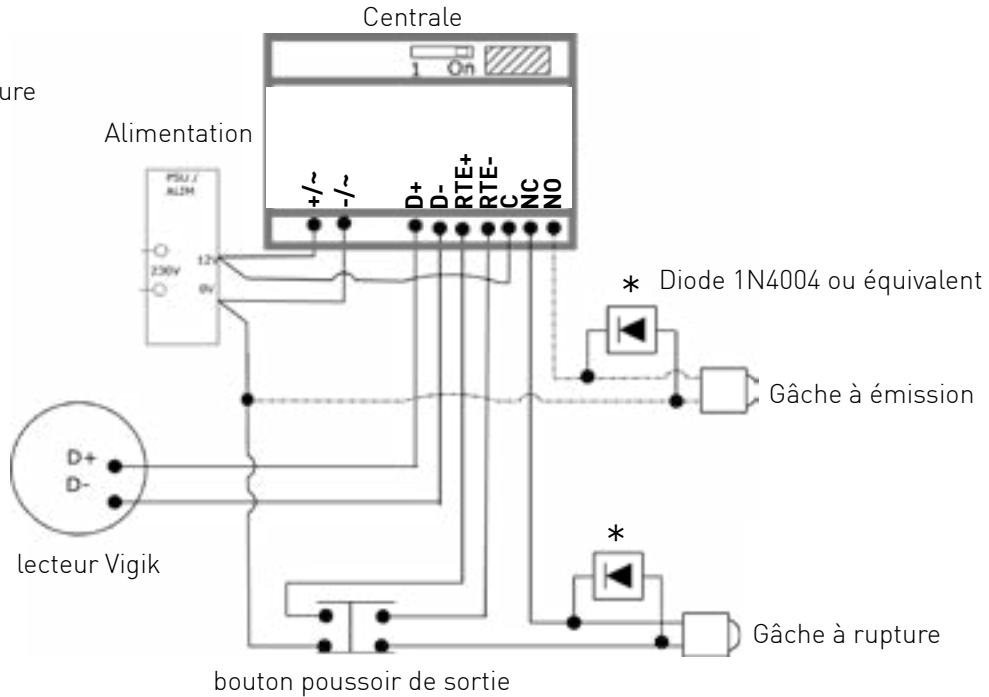 Centrale
1 On
ure
Alimentation
PSU /
ALIM
230V
12V
0V
+/~
-/~
D+
D-
RTE+
RTE-
C
NC
NO
* Diode 1N4004 ou équivalent
Gâche à émission
D+
D-
lecteur Vigik
*
Gâche à rupture
bouton poussoir de sortie